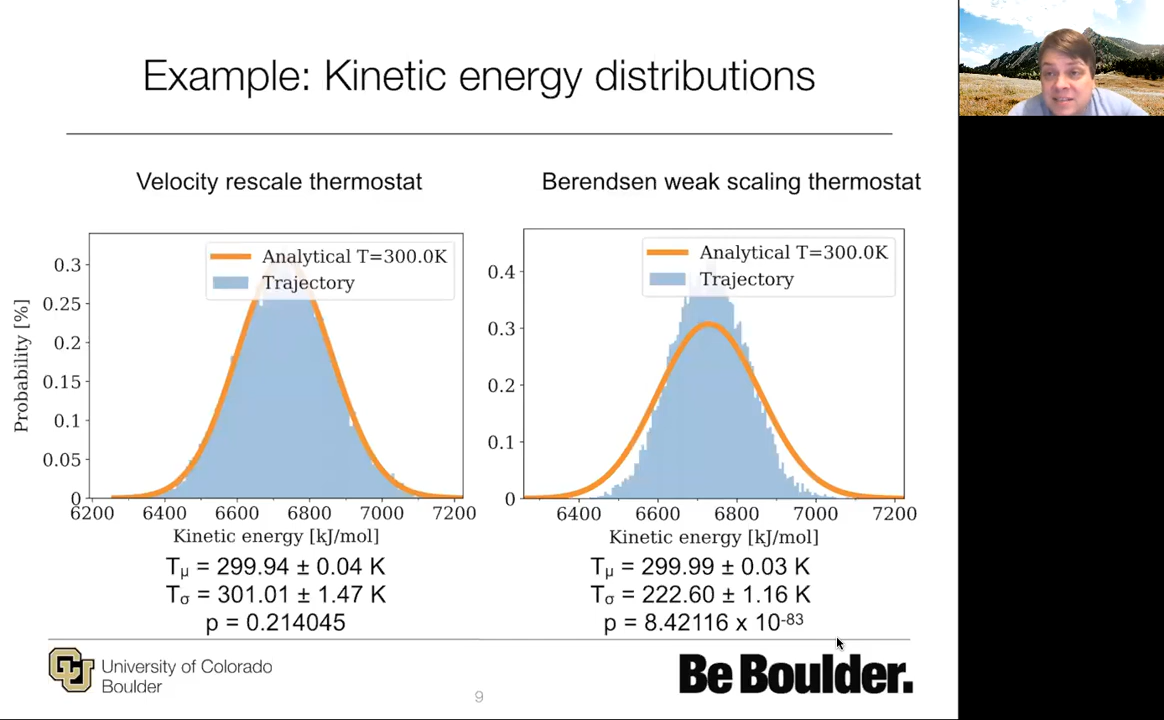 Example: Kinetic energy distributions
Velocity rescale thermostat
Berendsen weak scaling thermostat
Analytical T=300.0K
Trajectory
0.3
0.25
0.2
0.15
0.1
0.05
0
Probability [%]
6200 6400 6600 6800 7000 7200
Kinetic energy [kJ/mol]
Analytical T=300.0K
Trajectory
0.4
0.3
0.2
0.1
0
6400 6600 6800 7000 7200
Kinetic energy [kJ/mol]
Tμ = 299.94 ± 0.04 K
Tσ = 301.01 ± 1.47 K
p = 0.214045
Tμ = 299.99 ± 0.03 K
Tσ = 222.60 ± 1.16 K
p = 8.42116 x 10⁻⁸³
CU
University of Colorado
Boulder
9
Be Boulder.